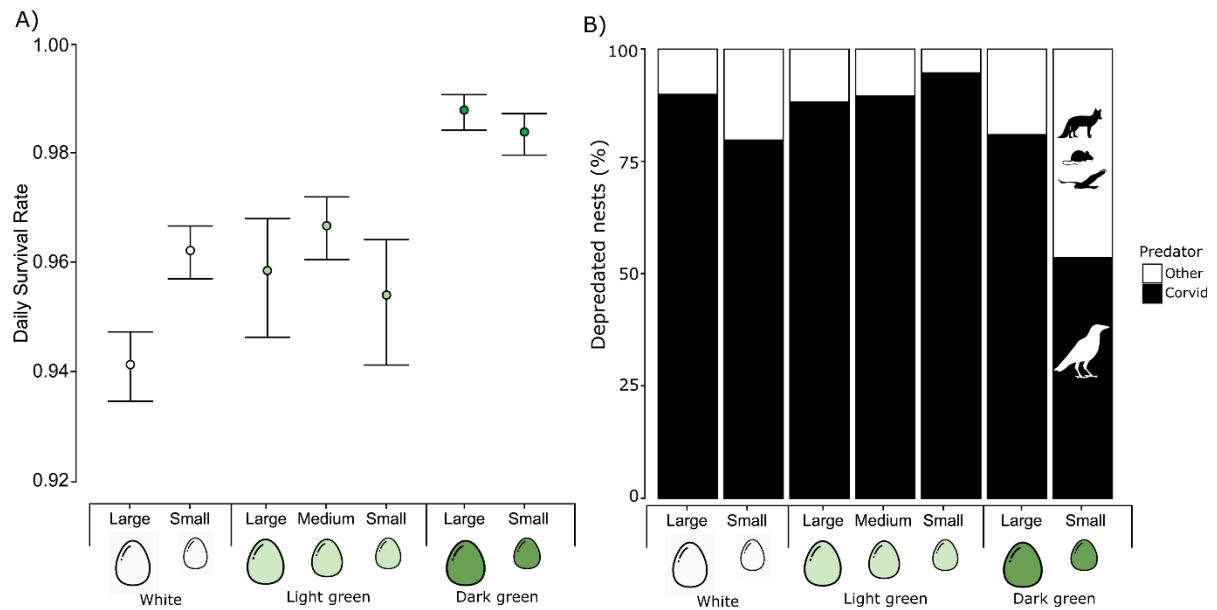 A)
1.00
0.98
0.96
0.94
0.92
Daily Survival Rate
Large Small Large Medium Small Large Small
White Light green Dark green
B)
100
75
50
25
0
Depredated nests (%)
Large Small Large Medium Small Large Small
White Light green Dark green
Predator
Other
Corvid